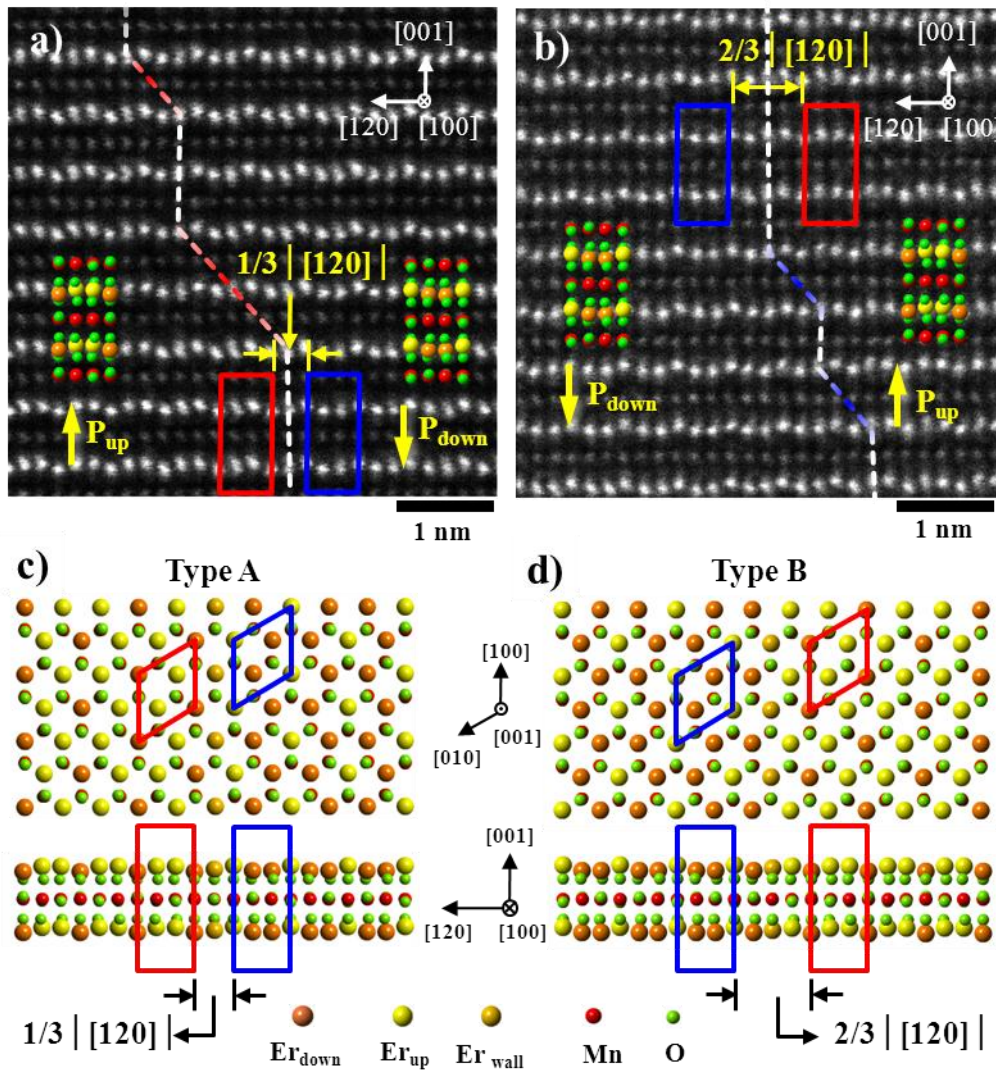 a)
[001]
[120] [100]
1/3 | [120] |
P_up
P_down
1 nm
b)
2/3 | [120] |
[001]
[120] [100]
P_down
P_up
1 nm
c)
Type A
d)
Type B
[100]
[010]
[001]
[001]
[120]
[100]
1/3 | [120] |
2/3 | [120] |
Er_down Er_up Er_wall Mn O